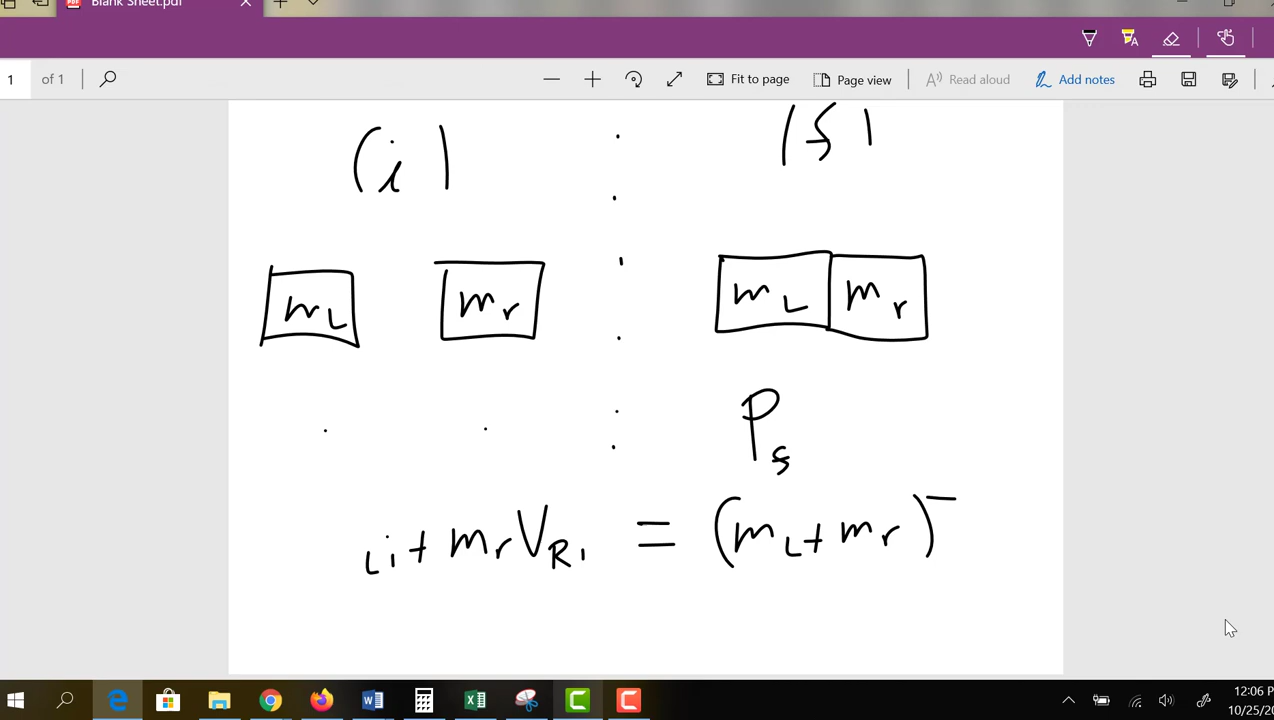 Blank Sheet.pdf
1 of 1 Fit to page Page view Read aloud Add notes
(i) (f)
mL mr mL mr
Pf
Li + mrVRi = (mL + mr)
12:06 P
10/25/20